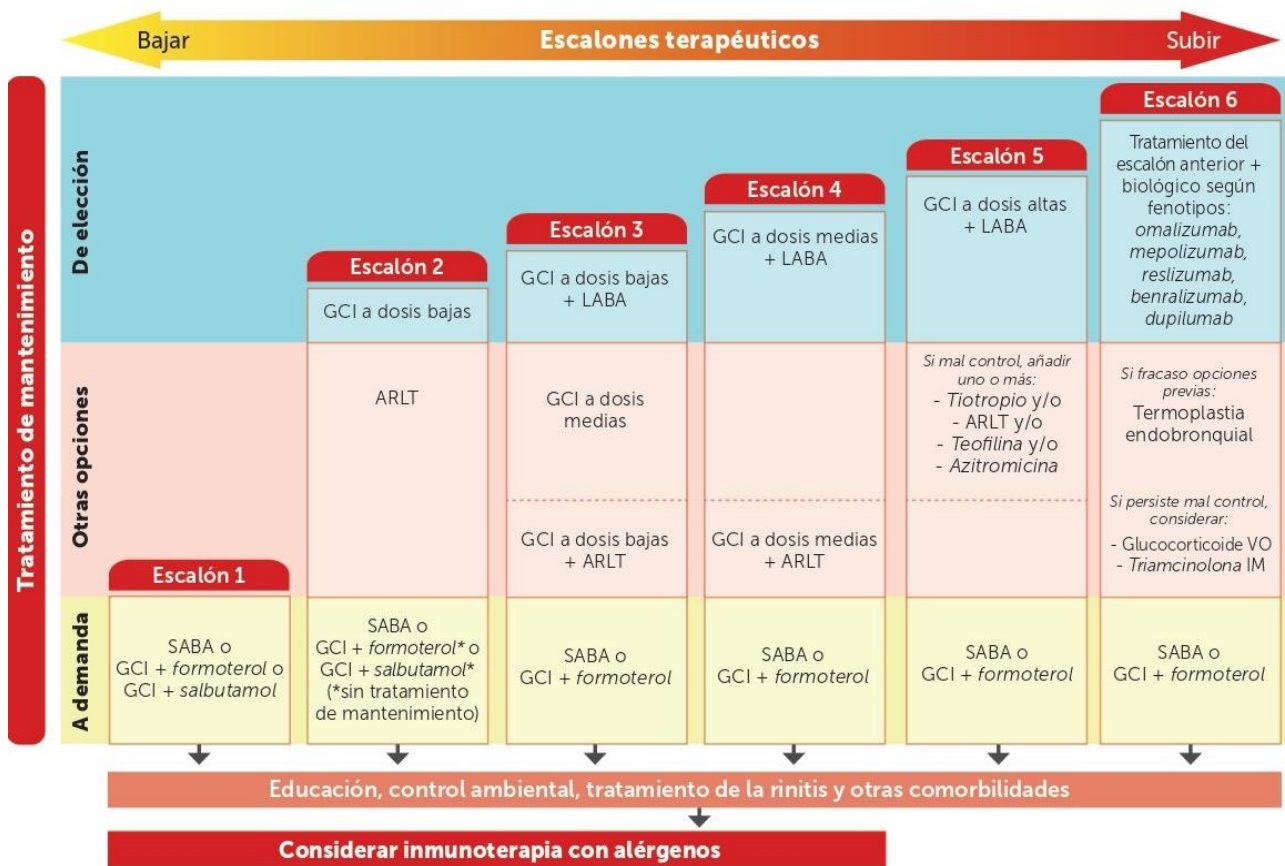 Bajar
Escalones terapéuticos
Subir
Tratamiento de mantenimiento
De elección
Escalón 2
GCI a dosis bajas
Escalón 3
GCI a dosis bajas
+ LABA
Escalón 4
GCI a dosis medias
+ LABA
Escalón 5
GCI a dosis altas
+ LABA
Escalón 6
Tratamiento del
escalón anterior +
biológico según
fenotipos:
omalizumab,
mepolizumab,
reslizumab,
benralizumab,
dupilumab
Otras opciones
ARLT
GCI a dosis
medias
GCI a dosis bajas
+ ARLT
GCI a dosis medias
+ ARLT
Si mal control, añadir
uno o más:
- Tiotropio y/o
- ARLT y/o
- Teofilina y/o
- Azitromicina
Si fracaso opciones
previas:
Termoplastia
endobronquial
Si persiste mal control,
considerar:
- Glucocorticoide VO
- Triamcinolona IM
A demanda
Escalón 1
SABA o
GCI + formoterol o
GCI + salbutamol
SABA o
GCI + formoterol* o
GCI + salbutamol*
(*sin tratamiento
de mantenimiento)
SABA o
GCI + formoterol
SABA o
GCI + formoterol
SABA o
GCI + formoterol
SABA o
GCI + formoterol
Educación, control ambiental, tratamiento de la rinitis y otras comorbilidades
Considerar inmunoterapia con alérgenos